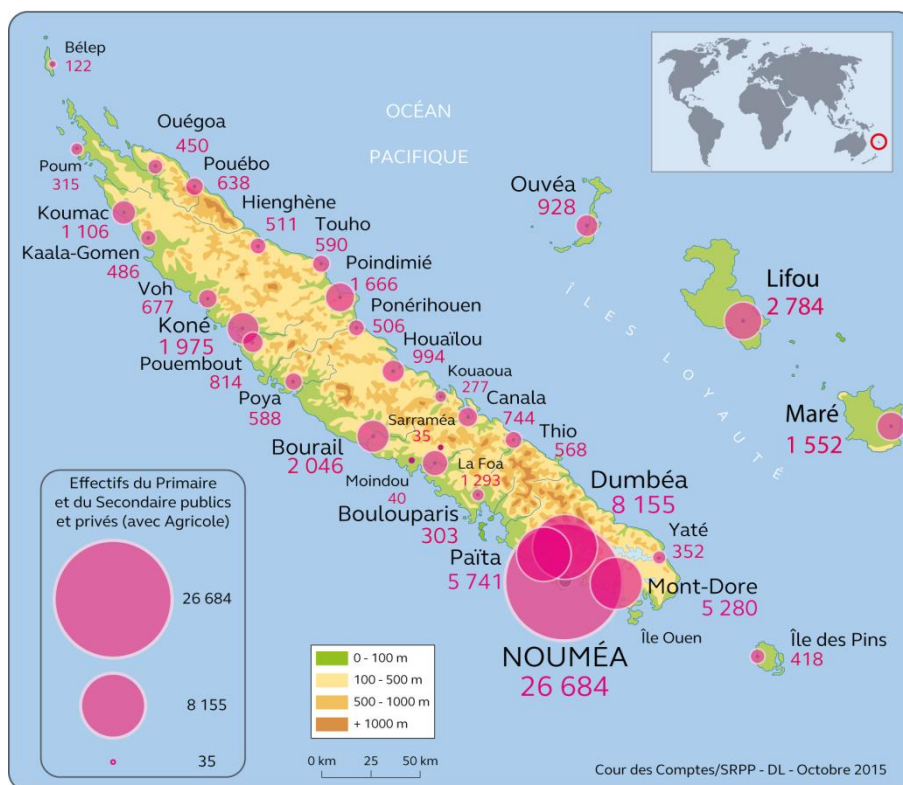 Bélep
122
OCÉAN
PACIFIQUE
Ouégoa
450
Poum
315
Pouébo
638
Koumac
1 106
Hienghène
511
Ouvéa
928
Touho
590
Kaala-Gomen
486
Poindimié
1 666
Lifou
2 784
Voh
677
Ponérihouen
506
ÎLES LOYAUTÉ
Koné
1 975
Houaïlou
994
Pouembout
814
Kouaoua
277
Poya
588
Canala
744
Maré
1 552
Sarraméa
35
Thio
568
Bourail
2 046
La Foa
1 293
Moindou
40
Dumbéa
8 155
Boulouparis
303
Yaté
352
Païta
5 741
Mont-Dore
5 280
Île Ouen
NOUMÉA
26 684
Île des Pins
418
Effectifs du Primaire
et du Secondaire publics
et privés (avec Agricole)
26 684
8 155
35
0 - 100 m
100 - 500 m
500 - 1000 m
+ 1000 m
0 km 25 50 km
Cour des Comptes/SRPP - DL - Octobre 2015